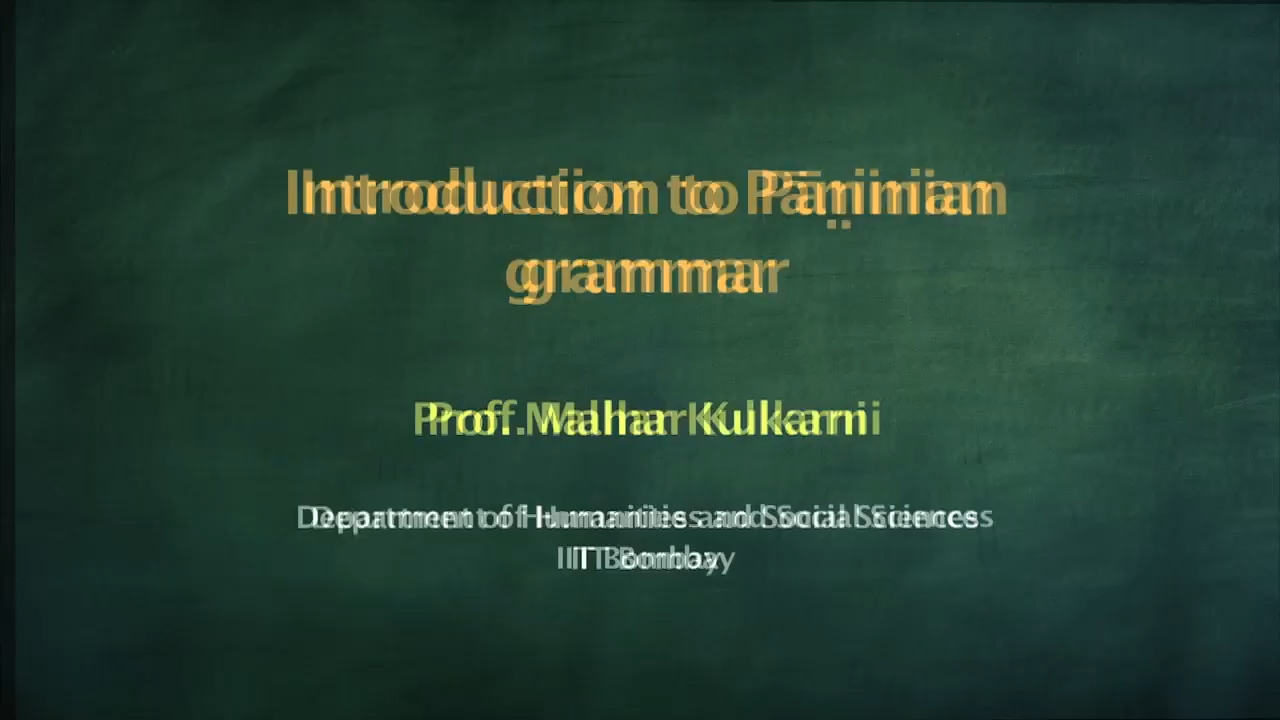 Introduction to Pāṇinian
grammar
Prof. Malhar Kulkarni
Department of Humanities and Social Sciences
IIT Bombay